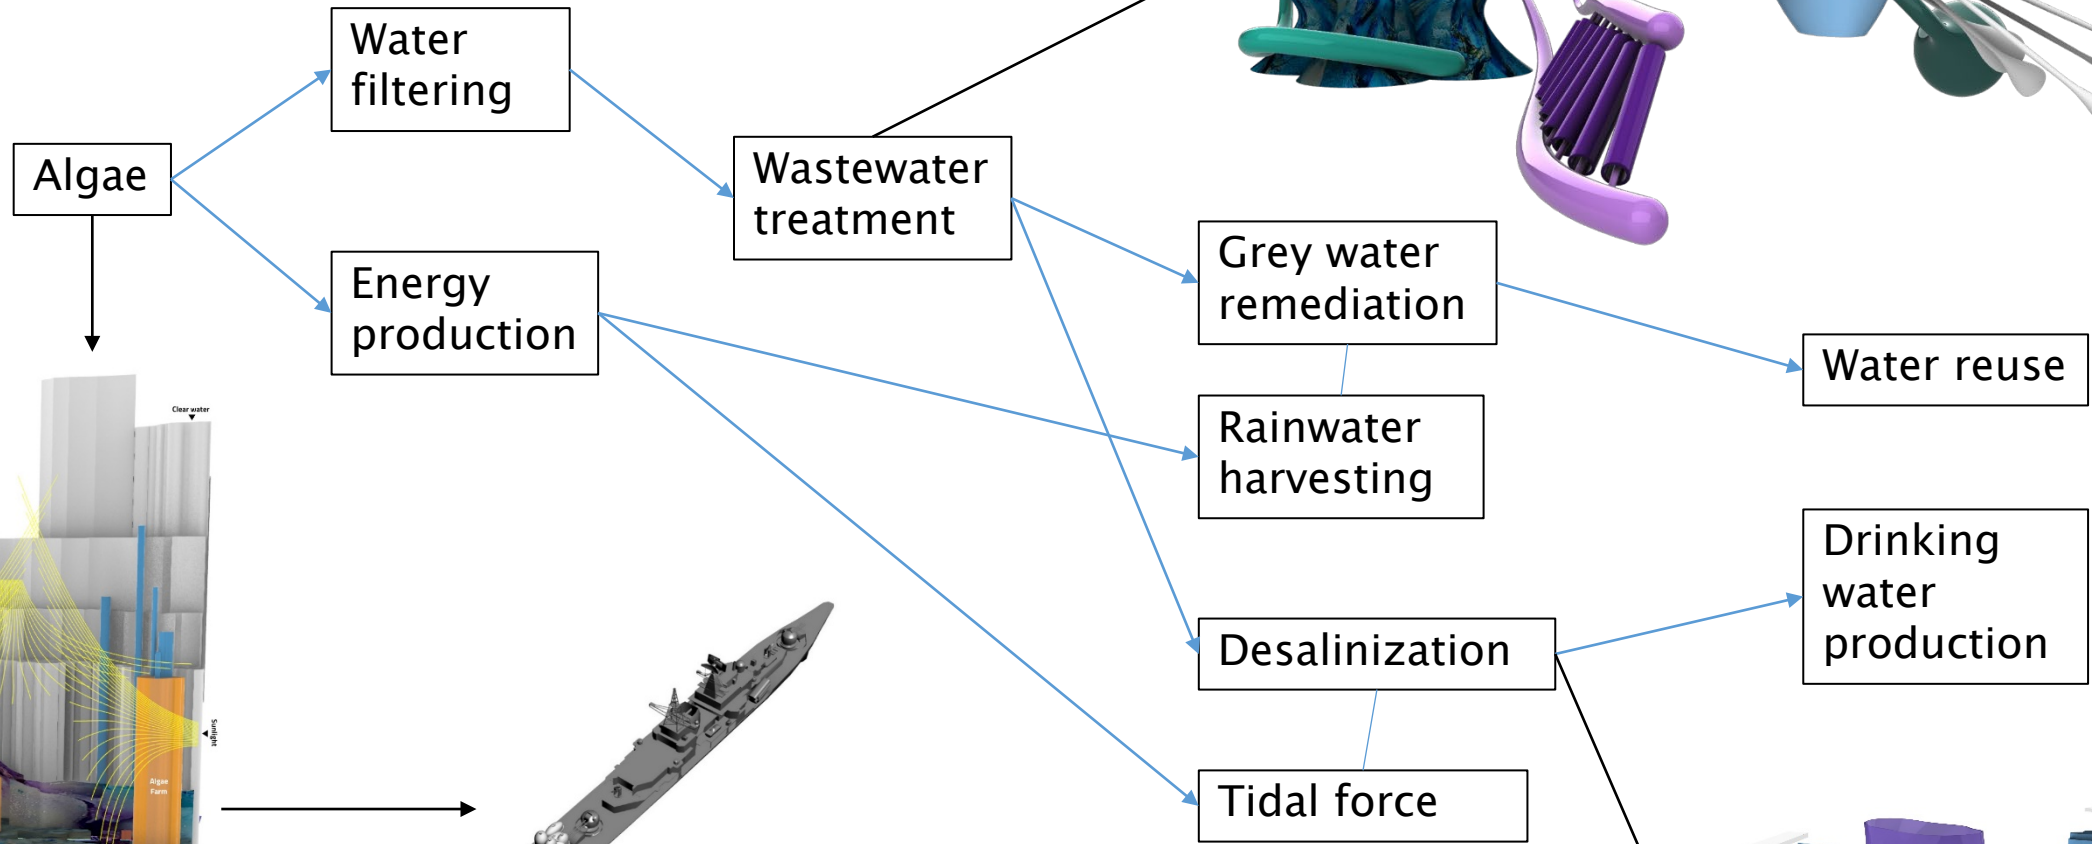 Water
filtering
Algae
Wastewater
treatment
Energy
production
Grey water
remediation
Water reuse
Rainwater
harvesting
Clear water
Drinking
water
production
Desalinization
Sunlight
Algae
Farm
Tidal force